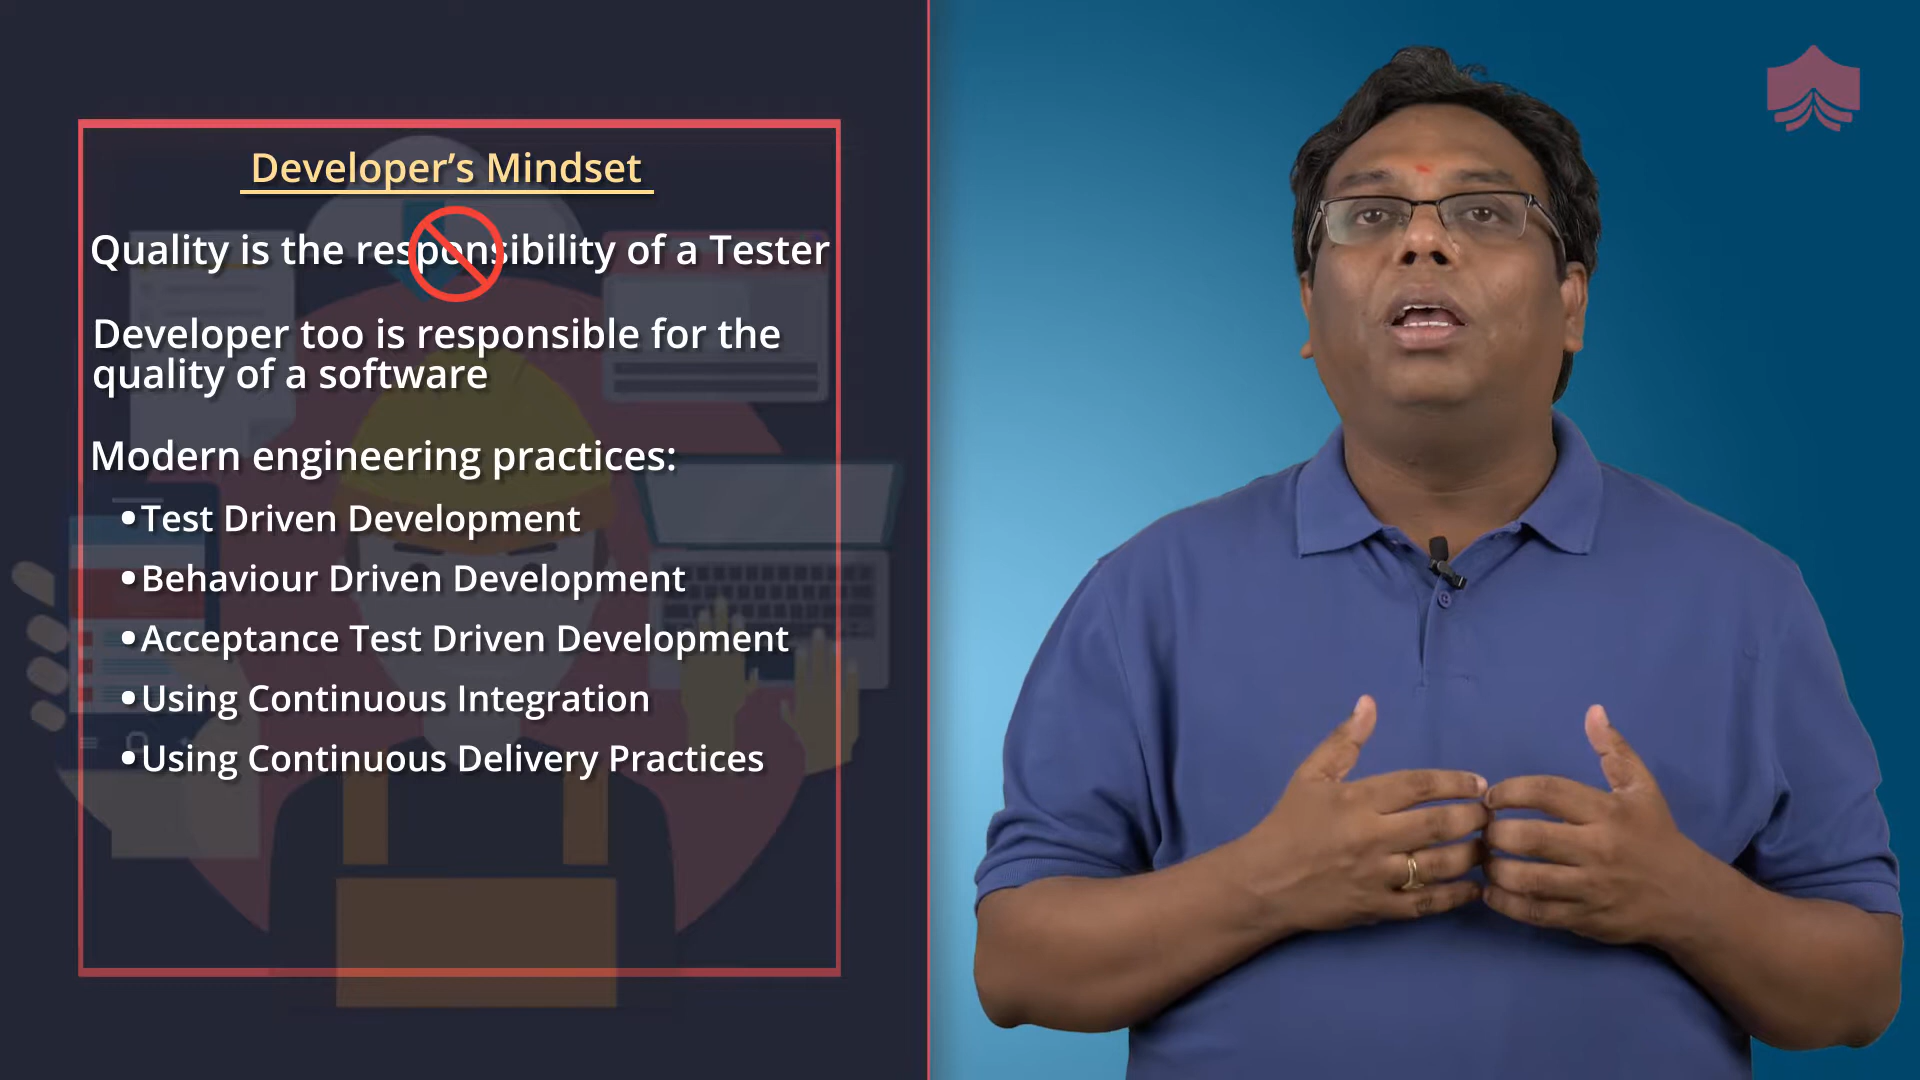 Developer’s Mindset
Quality is the responsibility of a Tester
Developer too is responsible for the
quality of a software
Modern engineering practices:
•Test Driven Development
•Behaviour Driven Development
•Acceptance Test Driven Development
•Using Continuous Integration
•Using Continuous Delivery Practices